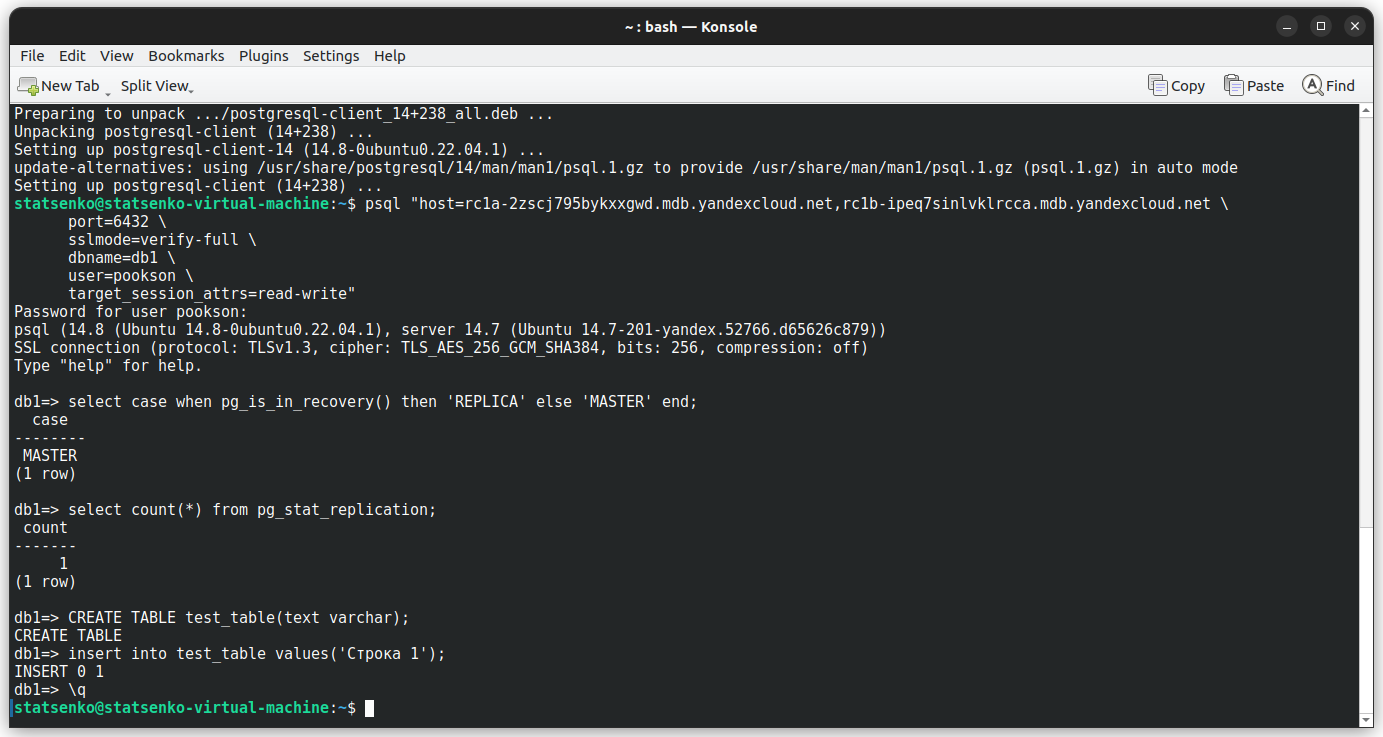 ~ : bash — Konsole
File Edit View Bookmarks Plugins Settings Help
New Tab Split View Copy Paste Find
Preparing to unpack .../postgresql-client_14+238_all.deb ...
Unpacking postgresql-client (14+238) ...
Setting up postgresql-client-14 (14.8-0ubuntu0.22.04.1) ...
update-alternatives: using /usr/share/postgresql/14/man/man1/psql.1.gz to provide /usr/share/man/man1/psql.1.gz (psql.1.gz) in auto mode
Setting up postgresql-client (14+238) ...
statsenko@statsenko-virtual-machine:~$ psql "host=rc1a-2zscj795bykxxgwd.mdb.yandexcloud.net,rc1b-ipeq7sinlvklrcca.mdb.yandexcloud.net \
port=6432 \
sslmode=verify-full \
dbname=db1 \
user=pookson \
target_session_attrs=read-write"
Password for user pookson:
psql (14.8 (Ubuntu 14.8-0ubuntu0.22.04.1), server 14.7 (Ubuntu 14.7-201-yandex.52766.d65626c879))
SSL connection (protocol: TLSv1.3, cipher: TLS_AES_256_GCM_SHA384, bits: 256, compression: off)
Type "help" for help.
db1=> select case when pg_is_in_recovery() then 'REPLICA' else 'MASTER' end;
case
--------
MASTER
(1 row)
db1=> select count(*) from pg_stat_replication;
count
-------
1
(1 row)
db1=> CREATE TABLE test_table(text varchar);
CREATE TABLE
db1=> insert into test_table values('Строка 1');
INSERT 0 1
db1=> \q
statsenko@statsenko-virtual-machine:~$